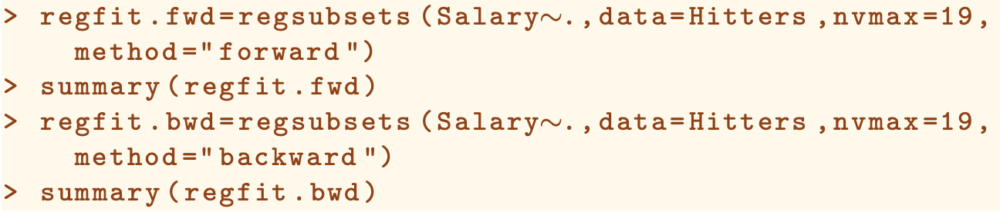 > regfit.fwd=regsubsets(Salary∼.,data=Hitters,nvmax=19,
method="forward")
> summary(regfit.fwd)
> regfit.bwd=regsubsets(Salary∼.,data=Hitters,nvmax=19,
method="backward")
> summary(regfit.bwd)